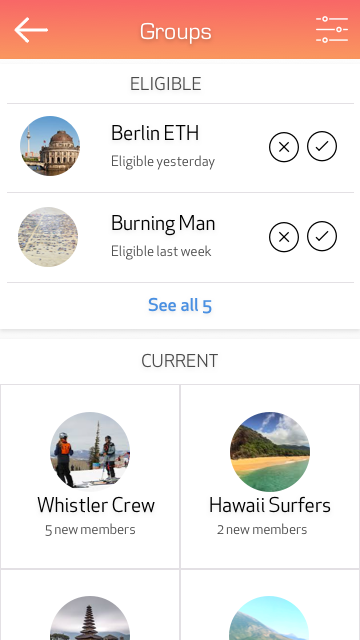 Groups
ELIGIBLE
Berlin ETH
Eligible yesterday
Burning Man
Eligible last week
See all 5
CURRENT
Whistler Crew
5 new members
Hawaii Surfers
2 new members